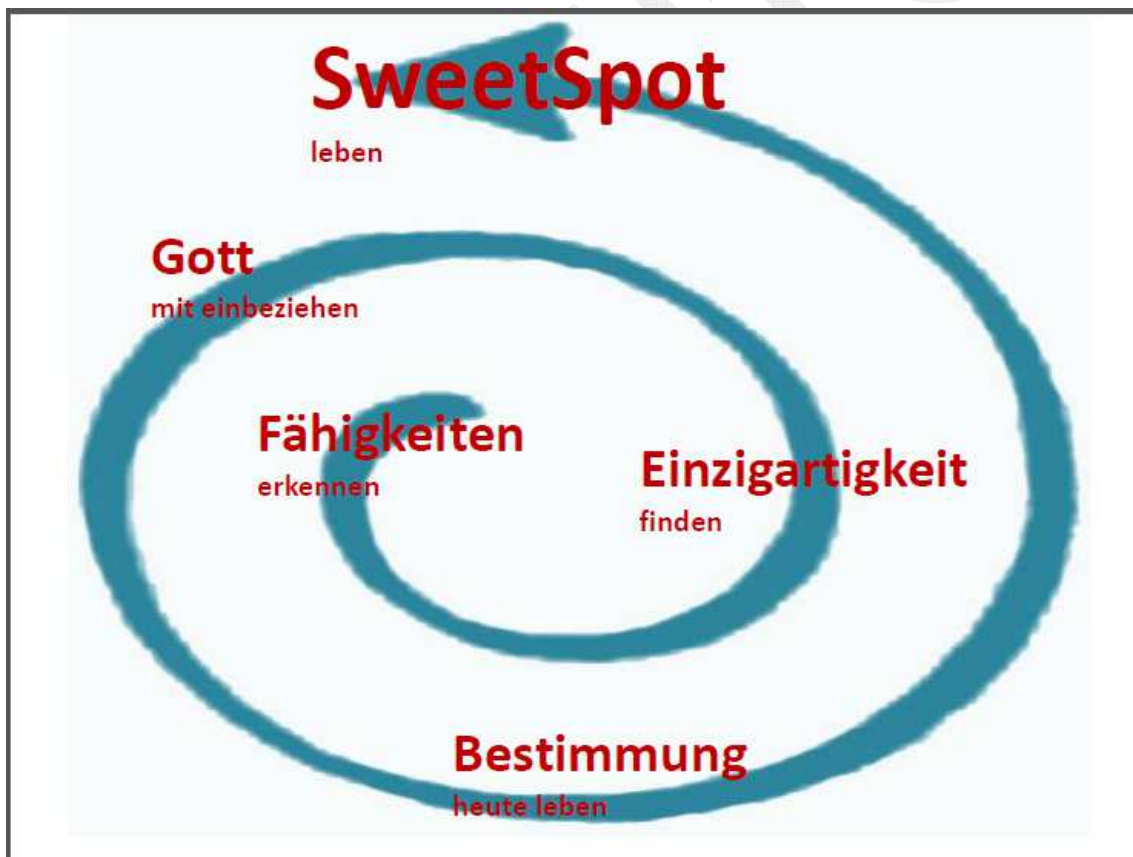 SweetSpot
leben
Gott
mit einbeziehen
Fähigkeiten
erkennen
Einzigartigkeit
finden
Bestimmung
heute leben